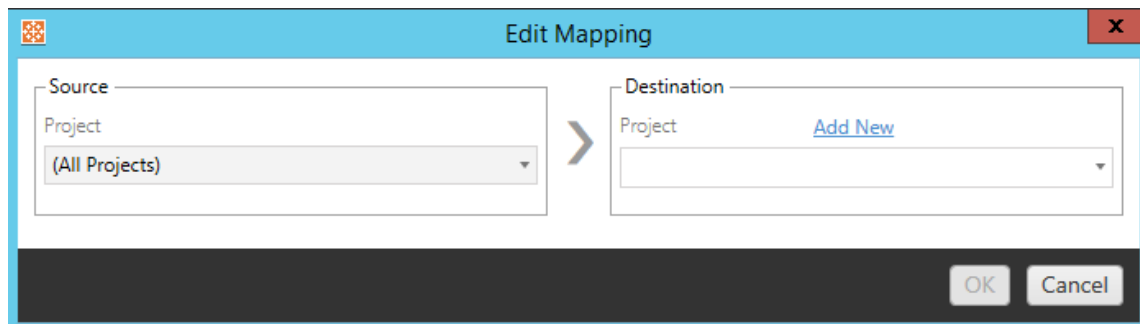 Edit Mapping
x
Source
Project
(All Projects)
Destination
Project Add New
OK Cancel